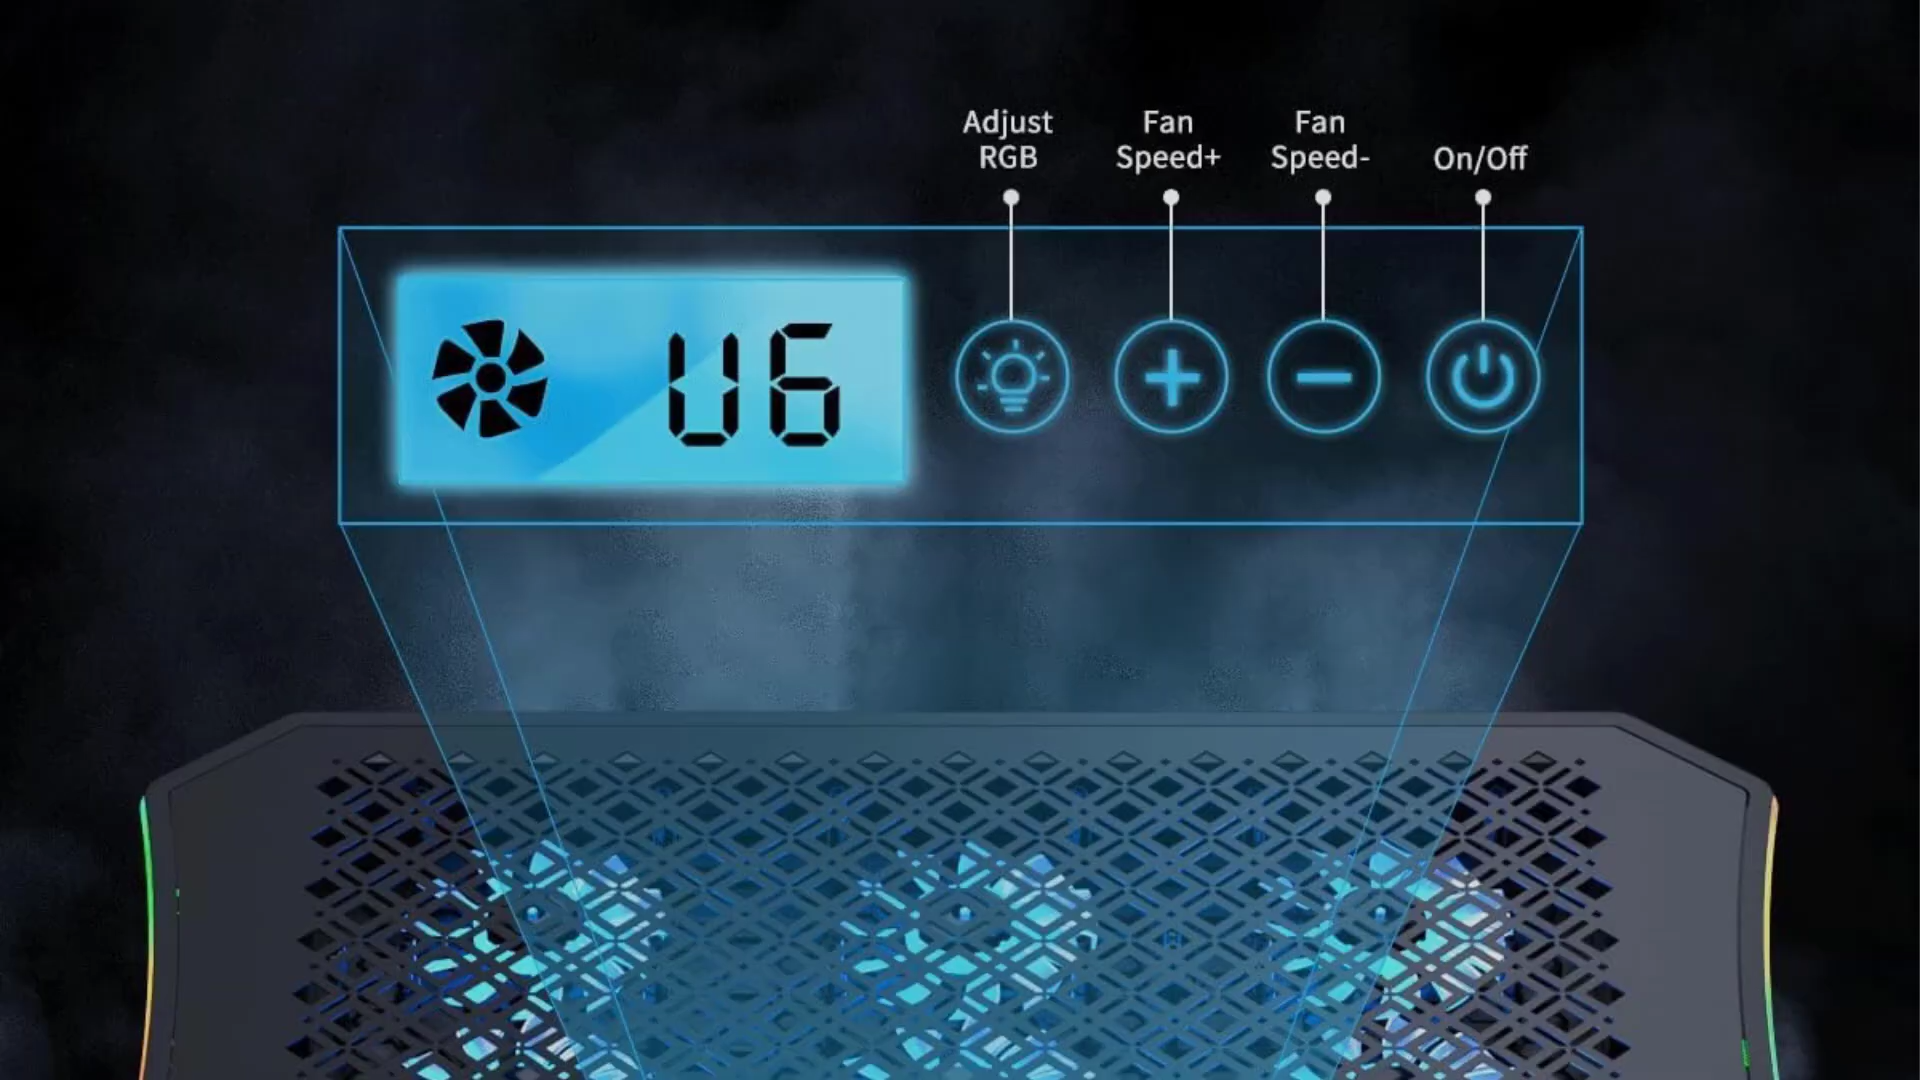 Adjust
RGB
Fan
Speed+
Fan
Speed-
On/Off
U6